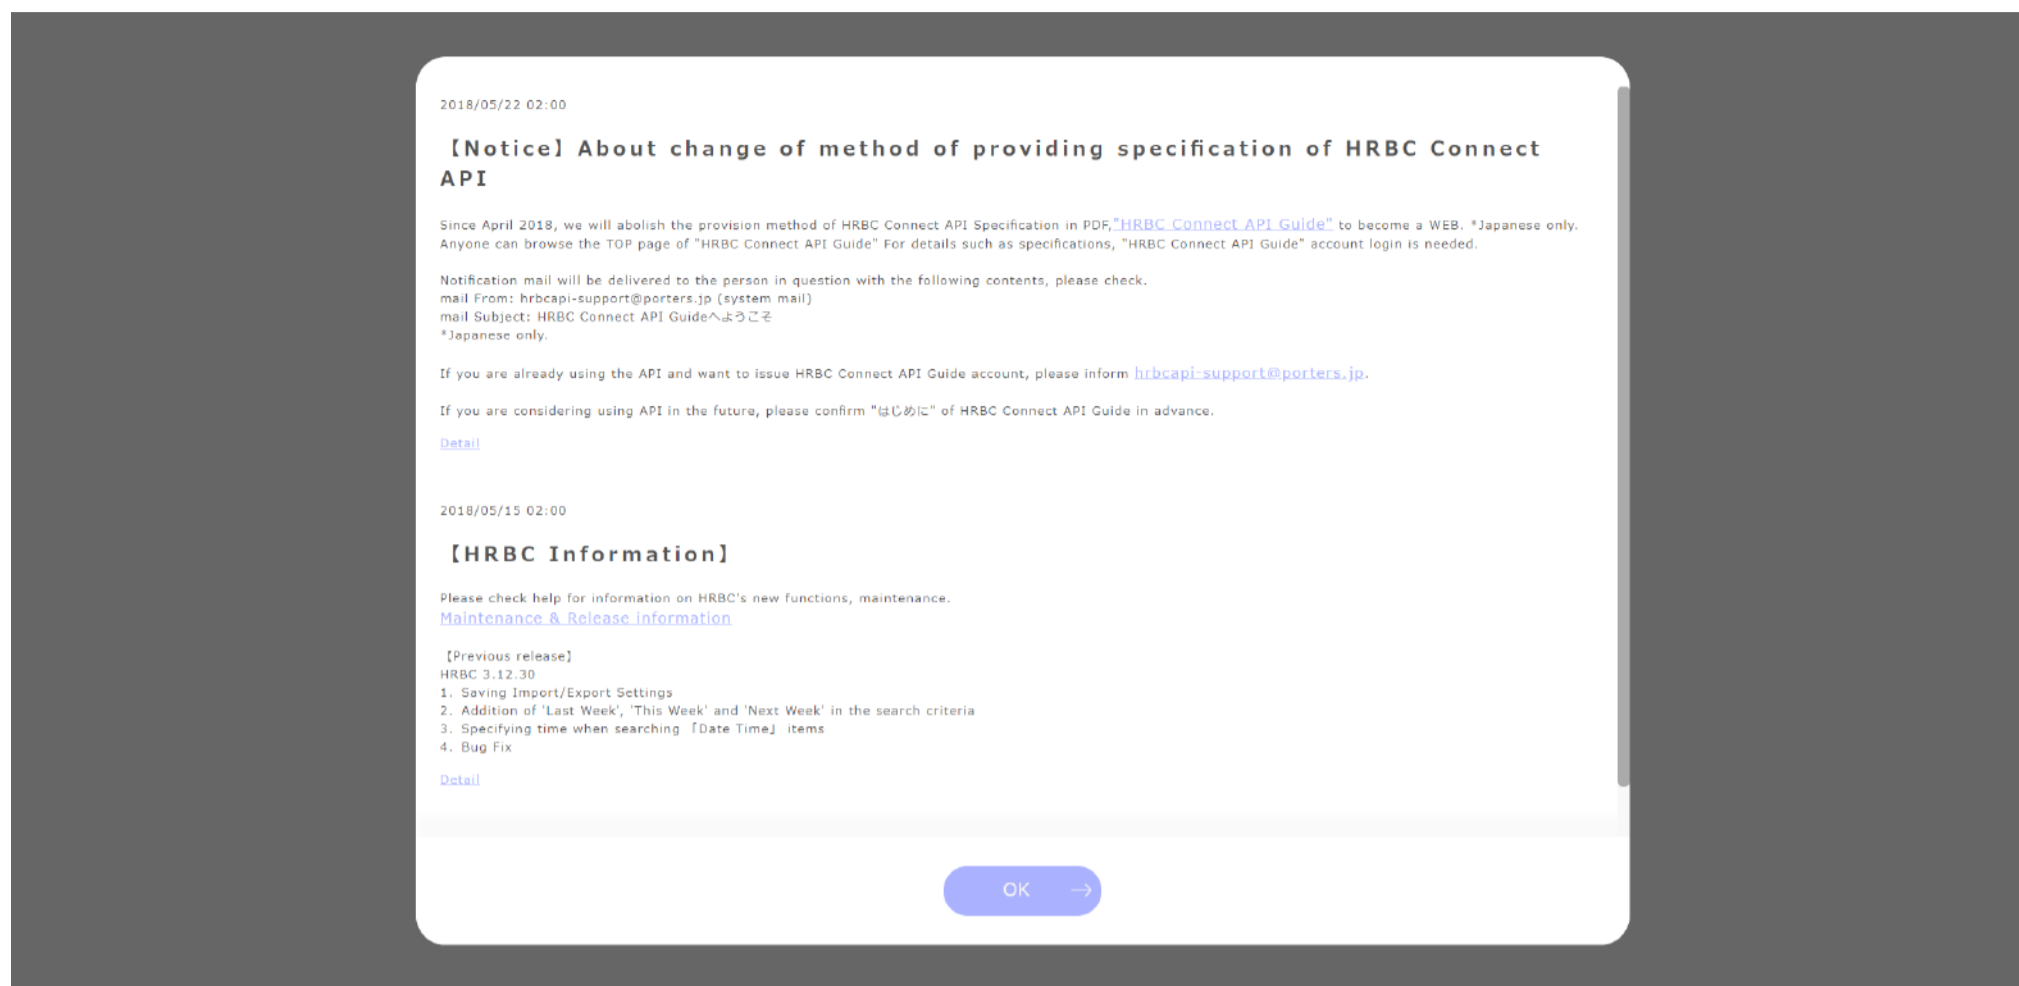 2018/05/22 02:00
【Notice】About change of method of providing specification of HRBC Connect
API
Since April 2018, we will abolish the provision method of HRBC Connect API Specification in PDF,"HRBC Connect API Guide" to become a WEB. *Japanese only.
Anyone can browse the TOP page of "HRBC Connect API Guide" For details such as specifications, "HRBC Connect API Guide" account login is needed.
Notification mail will be delivered to the person in question with the following contents, please check.
mail From: hrbcapi-support@porters.jp (system mail)
mail Subject: HRBC Connect API Guideへようこそ
*Japanese only.
If you are already using the API and want to issue HRBC Connect API Guide account, please inform hrbcapi-support@porters.jp.
If you are considering using API in the future, please confirm "はじめに" of HRBC Connect API Guide in advance.
Detail
2018/05/15 02:00
【HRBC Information】
Please check help for information on HRBC's new functions, maintenance.
Maintenance & Release information
【Previous release】
HRBC 3.12.30
1. Saving Import/Export Settings
2. Addition of 'Last Week', 'This Week' and 'Next Week' in the search criteria
3. Specifying time when searching 「Date Time」 items
4. Bug Fix
Detail
OK →